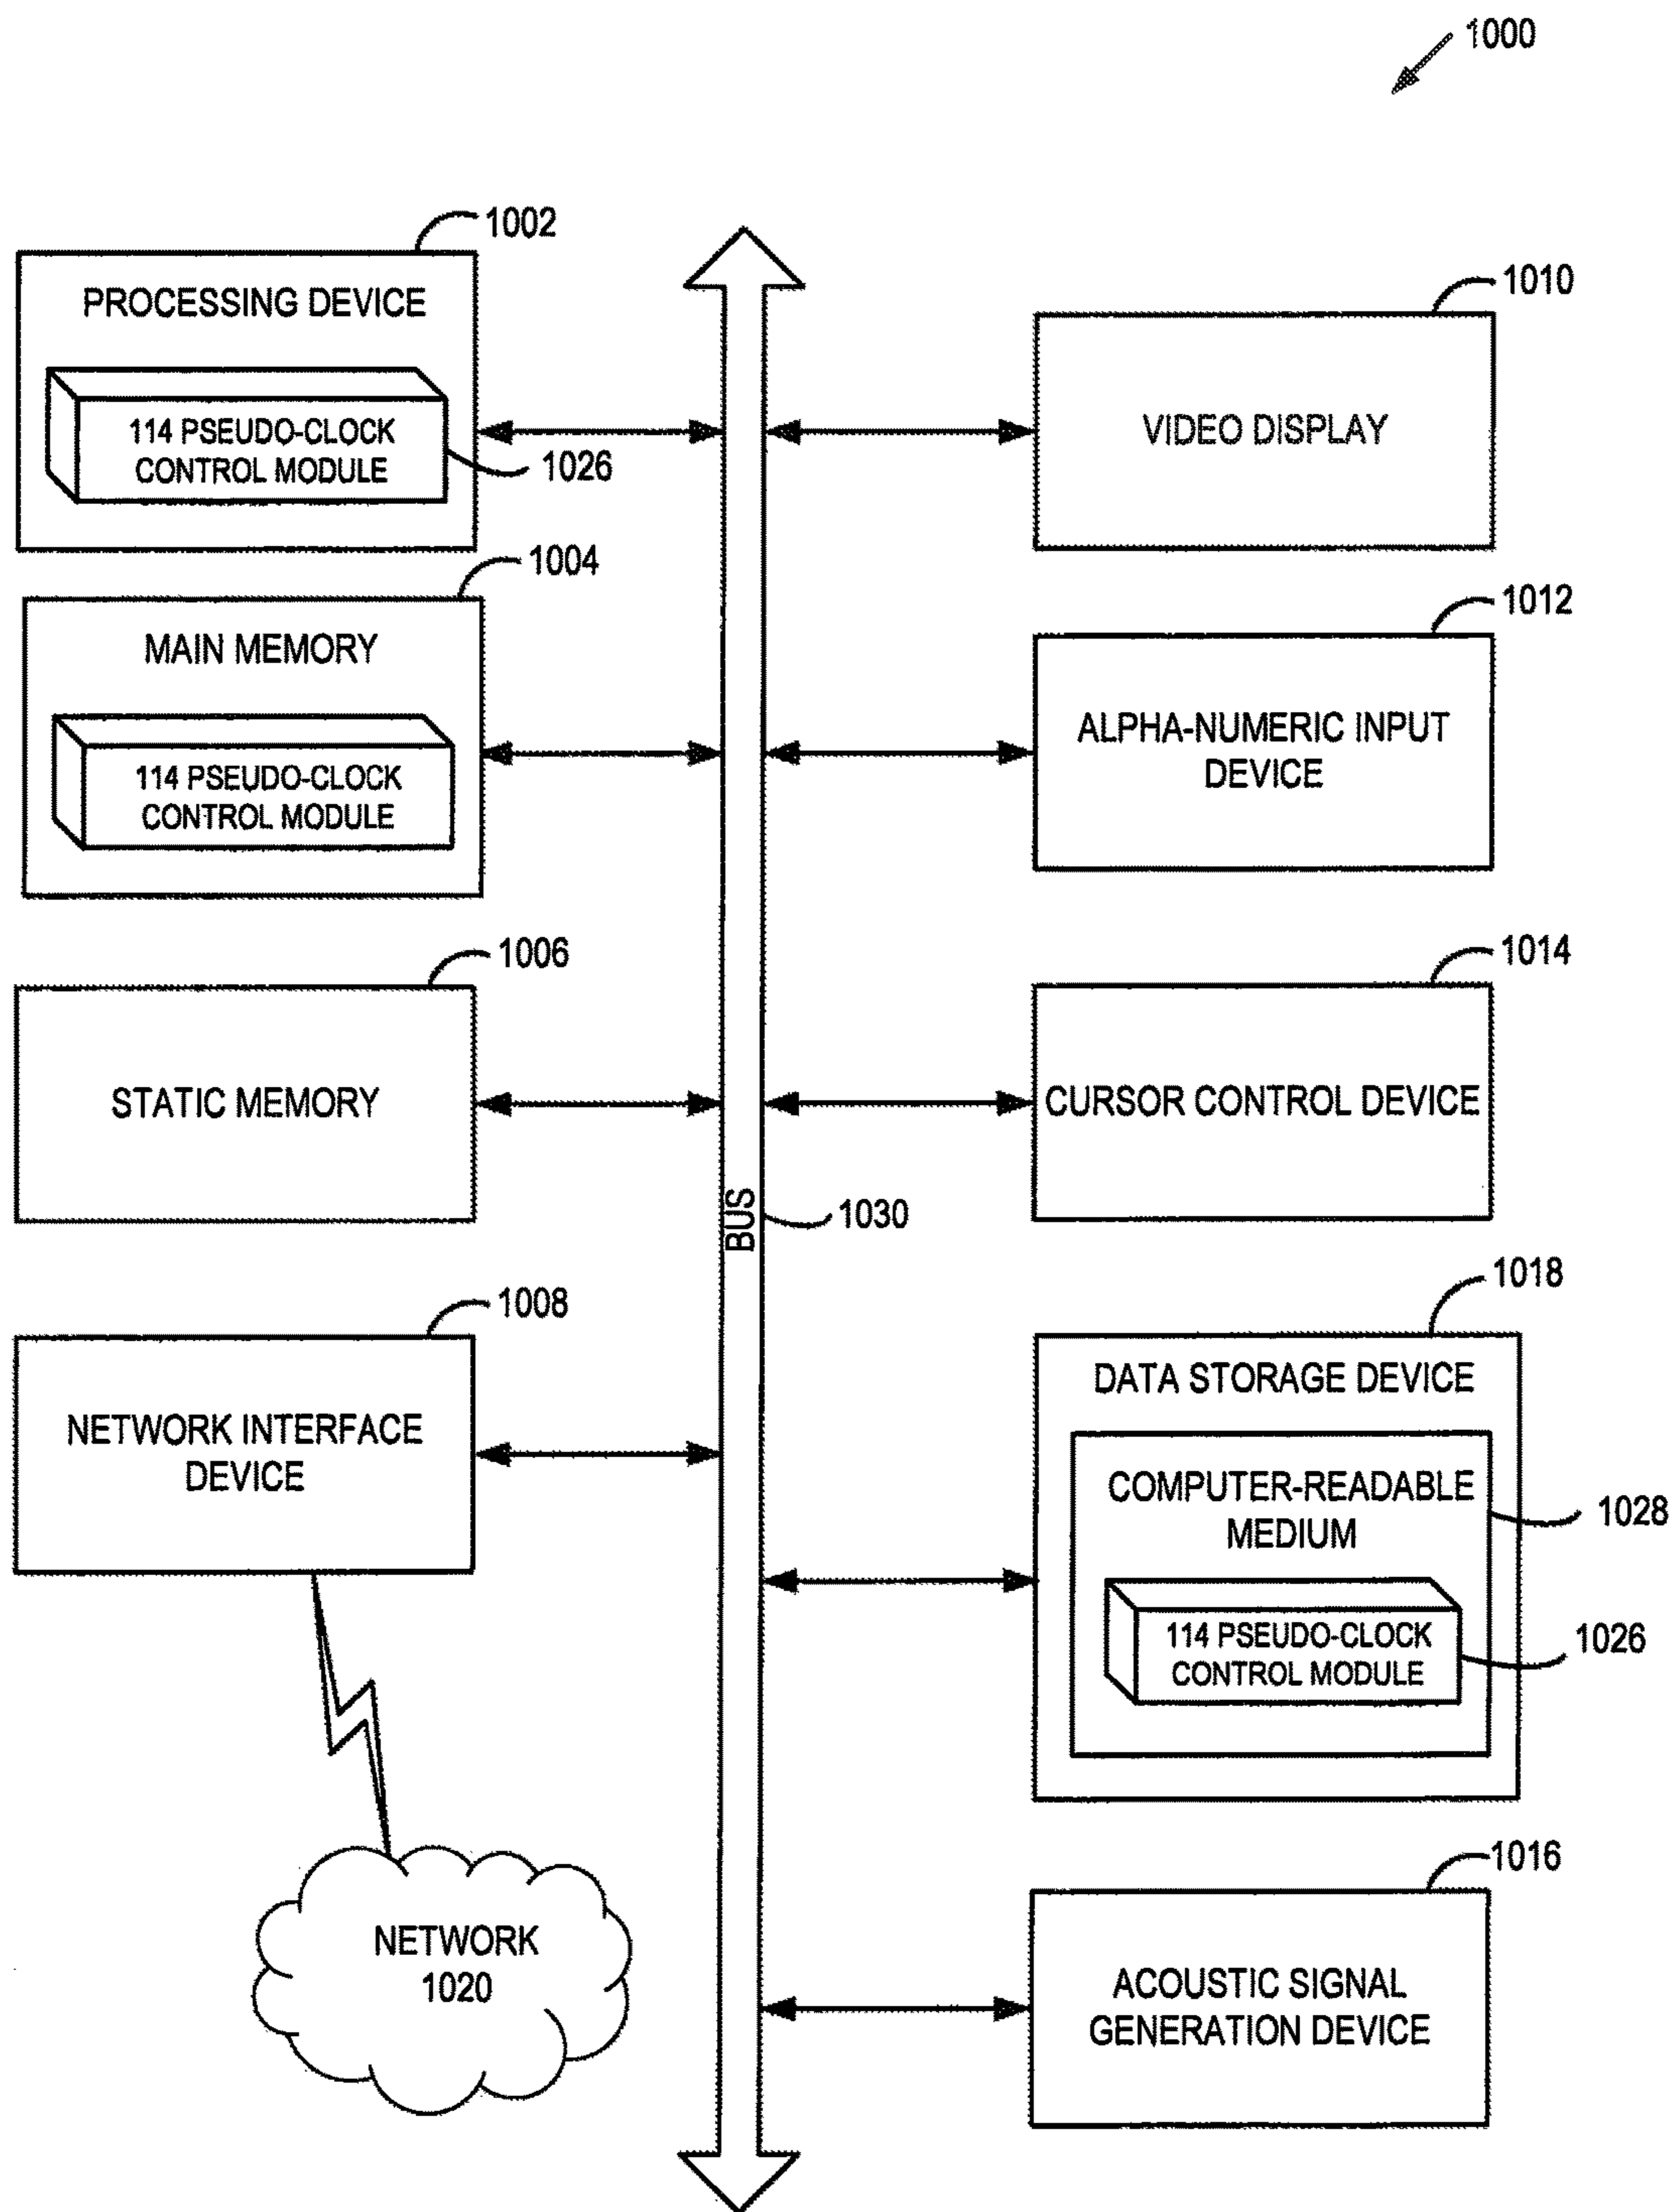 1000
1002
PROCESSING DEVICE
114 PSEUDO-CLOCK
CONTROL MODULE
1026
1004
MAIN MEMORY
114 PSEUDO-CLOCK
CONTROL MODULE
1006
STATIC MEMORY
1008
NETWORK INTERFACE
DEVICE
NETWORK
1020
BUS
1030
1010
VIDEO DISPLAY
1012
ALPHA-NUMERIC INPUT
DEVICE
1014
CURSOR CONTROL DEVICE
1018
DATA STORAGE DEVICE
COMPUTER-READABLE
MEDIUM
1028
114 PSEUDO-CLOCK
CONTROL MODULE
1026
1016
ACOUSTIC SIGNAL
GENERATION DEVICE